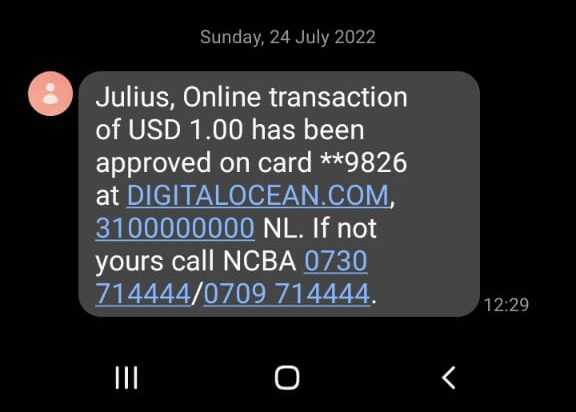 Sunday, 24 July 2022
Julius, Online transaction
of USD 1.00 has been
approved on card **9826
at DIGITALOCEAN.COM,
3100000000 NL. If not
yours call NCBA 0730
714444/0709 714444.
12:29